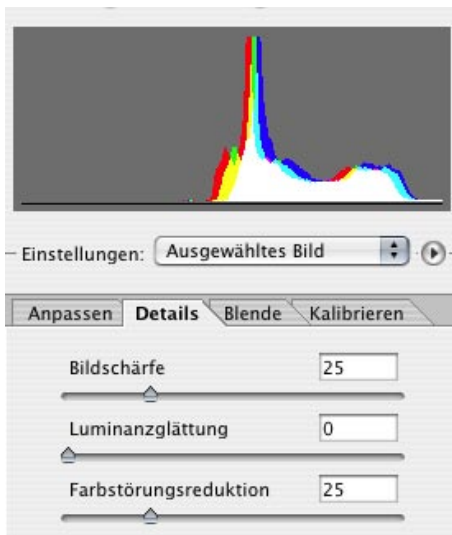 Einstellungen: Ausgewähltes Bild
Anpassen Details Blende Kalibrieren
Bildschärfe 25
Luminanzglättung 0
Farbstörungsreduktion 25